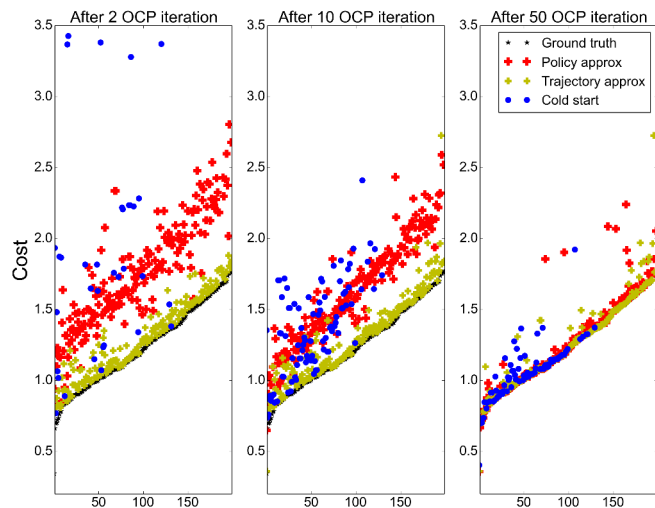 After 2 OCP iteration After 10 OCP iteration After 50 OCP iteration
3.5 3.5 3.5
Ground truth
Policy approx
Trajectory approx
Cold start
3.0 3.0 3.0
2.5 2.5 2.5
Cost
2.0 2.0 2.0
1.5 1.5 1.5
1.0 1.0 1.0
0.5 0.5 0.5
50 100 150 50 100 150 50 100 150